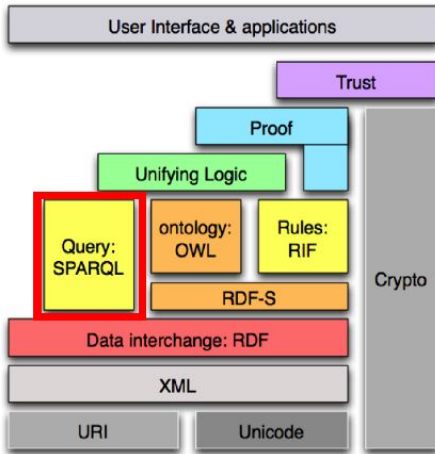 User Interface & applications
Trust
Proof
Unifying Logic
Query:
SPARQL
ontology:
OWL
Rules:
RIF
Crypto
RDF-S
Data interchange: RDF
XML
URI
Unicode